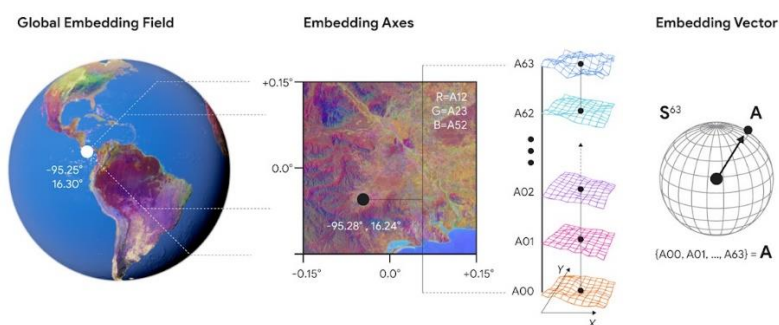 Global Embedding Field
Embedding Axes
Embedding Vector
-95.25°
16.30°
+0.15°
0.0°
-0.15°
0.0°
+0.15°
R=A12
G=A23
B=A52
-95.28°, 16.24°
A63
A62
A02
A01
A00
Y
X
S⁶³
A
{A00, A01, ..., A63} = A